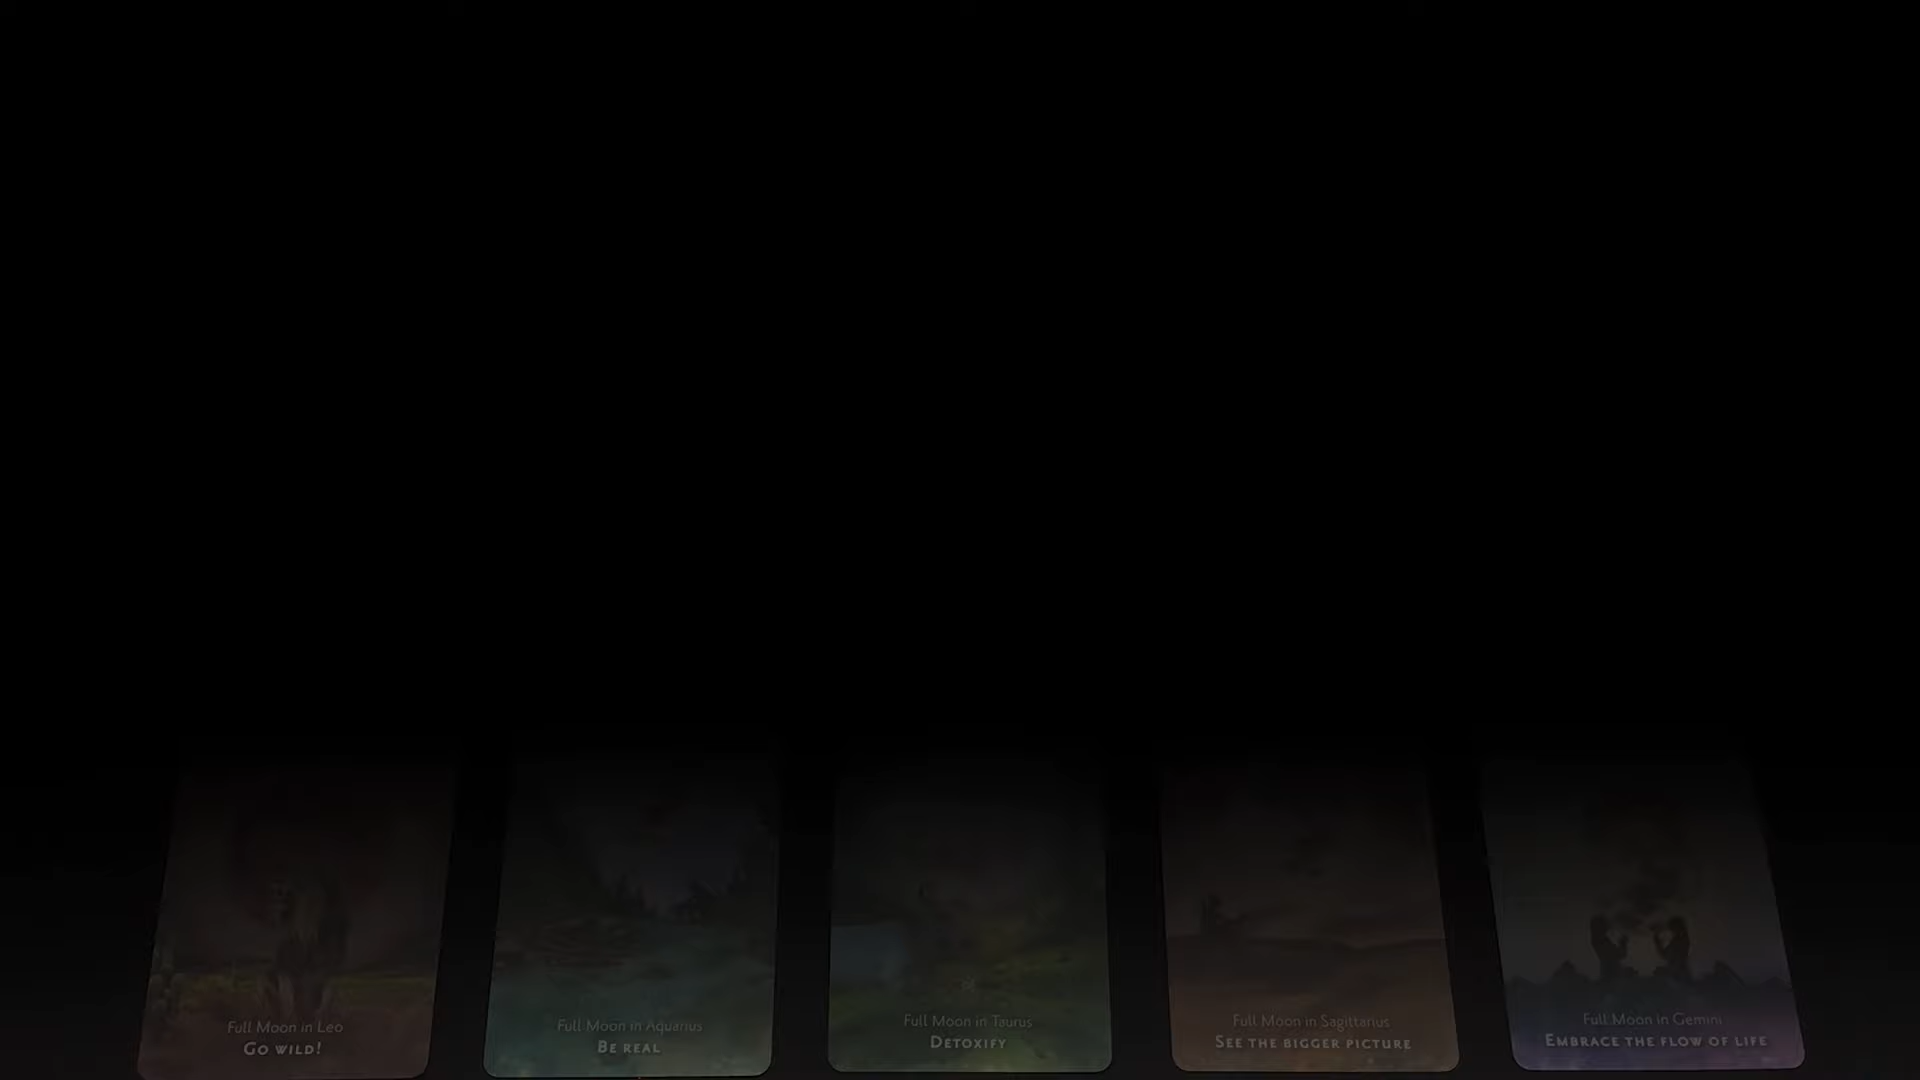 Full Moon in Leo
Go wild!
Full Moon in Aquarius
Be real
Full Moon in Taurus
Detoxify
Full Moon in Sagittarius
See the bigger picture
Full Moon in Gemini
Embrace the flow of life